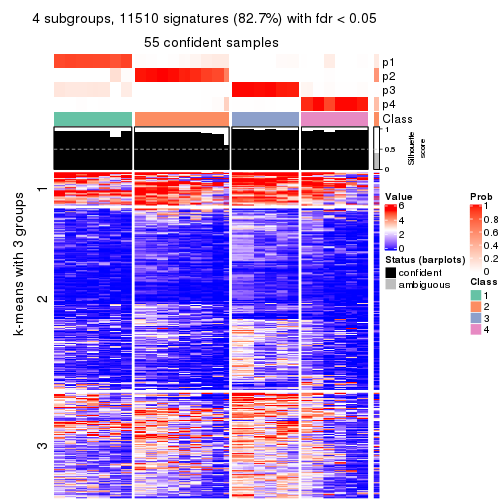 4 subgroups, 11510 signatures (82.7%) with fdr < 0.05
55 confident samples
p1
p2
p3
p4
Class
1
0.5
0
Silhouette
score
k-means with 3 groups
1
2
3
Value
6
4
2
0
Status (barplots)
confident
ambiguous
Prob
1
0.8
0.6
0.4
0.2
0
Class
1
2
3
4